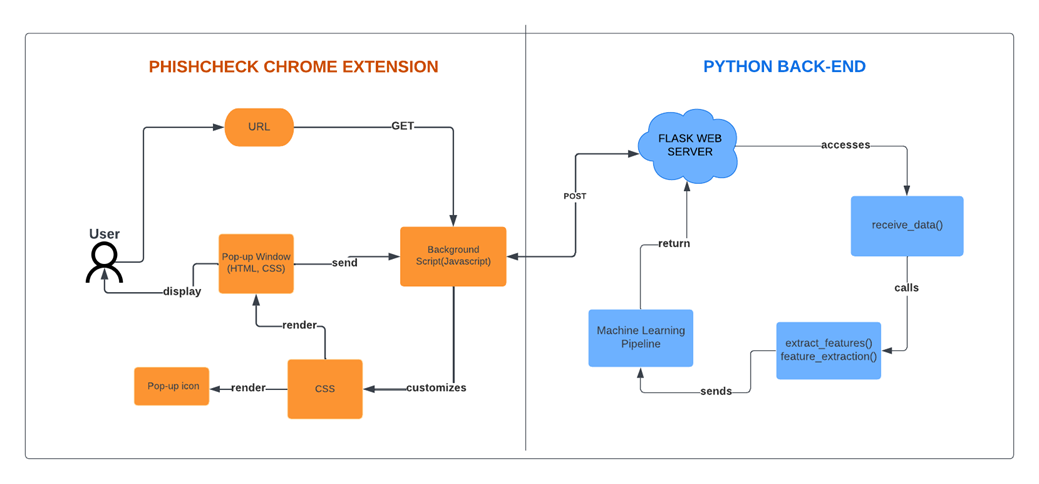 PHISHCHECK CHROME EXTENSION
URL
GET
User
Pop-up Window
(HTML, CSS)
send
Background
Script(Javascript)
display
render
CSS
Pop-up icon
render
customizes
POST
PYTHON BACK-END
FLASK WEB
SERVER
accesses
receive_data()
return
calls
Machine Learning
Pipeline
extract_features()
feature_extraction()
sends